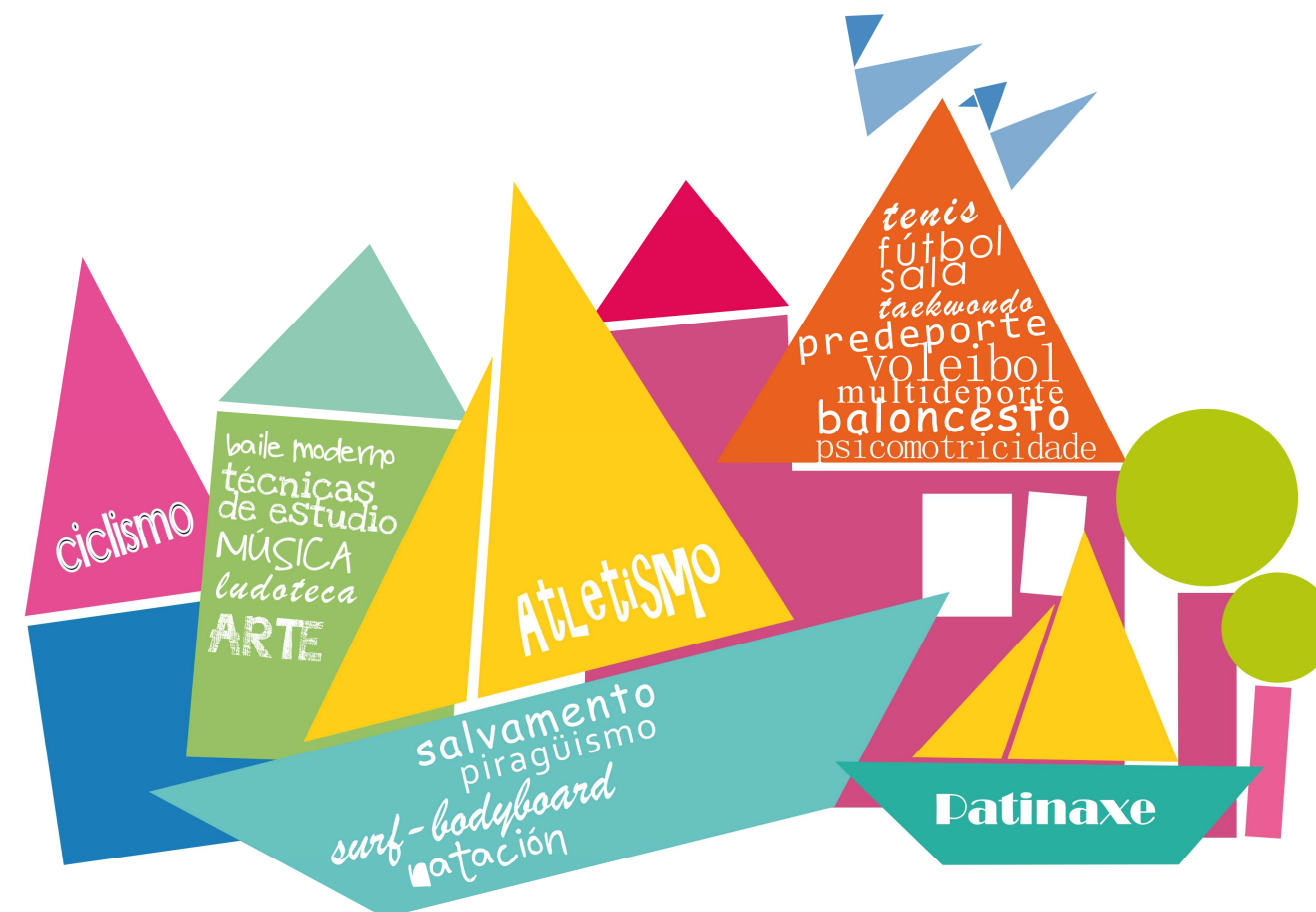 tenis
fútbol
sala
taekwondo
predeporte
voleibol
multideporte
baloncesto
psicomotricidade
ciclismo
baile moderno
técnicas
de estudio
MÚSICA
ludoteca
ARTE
AtLetiSMO
salvamento
piragüismo
surf-bodyboard
natación
Patinaxe